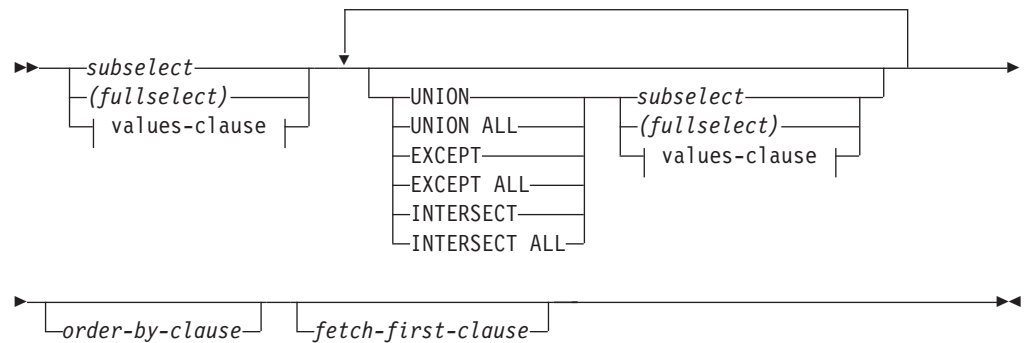 subselect
(fullselect)
values-clause
UNION
UNION ALL
EXCEPT
EXCEPT ALL
INTERSECT
INTERSECT ALL
subselect
(fullselect)
values-clause
order-by-clause
fetch-first-clause